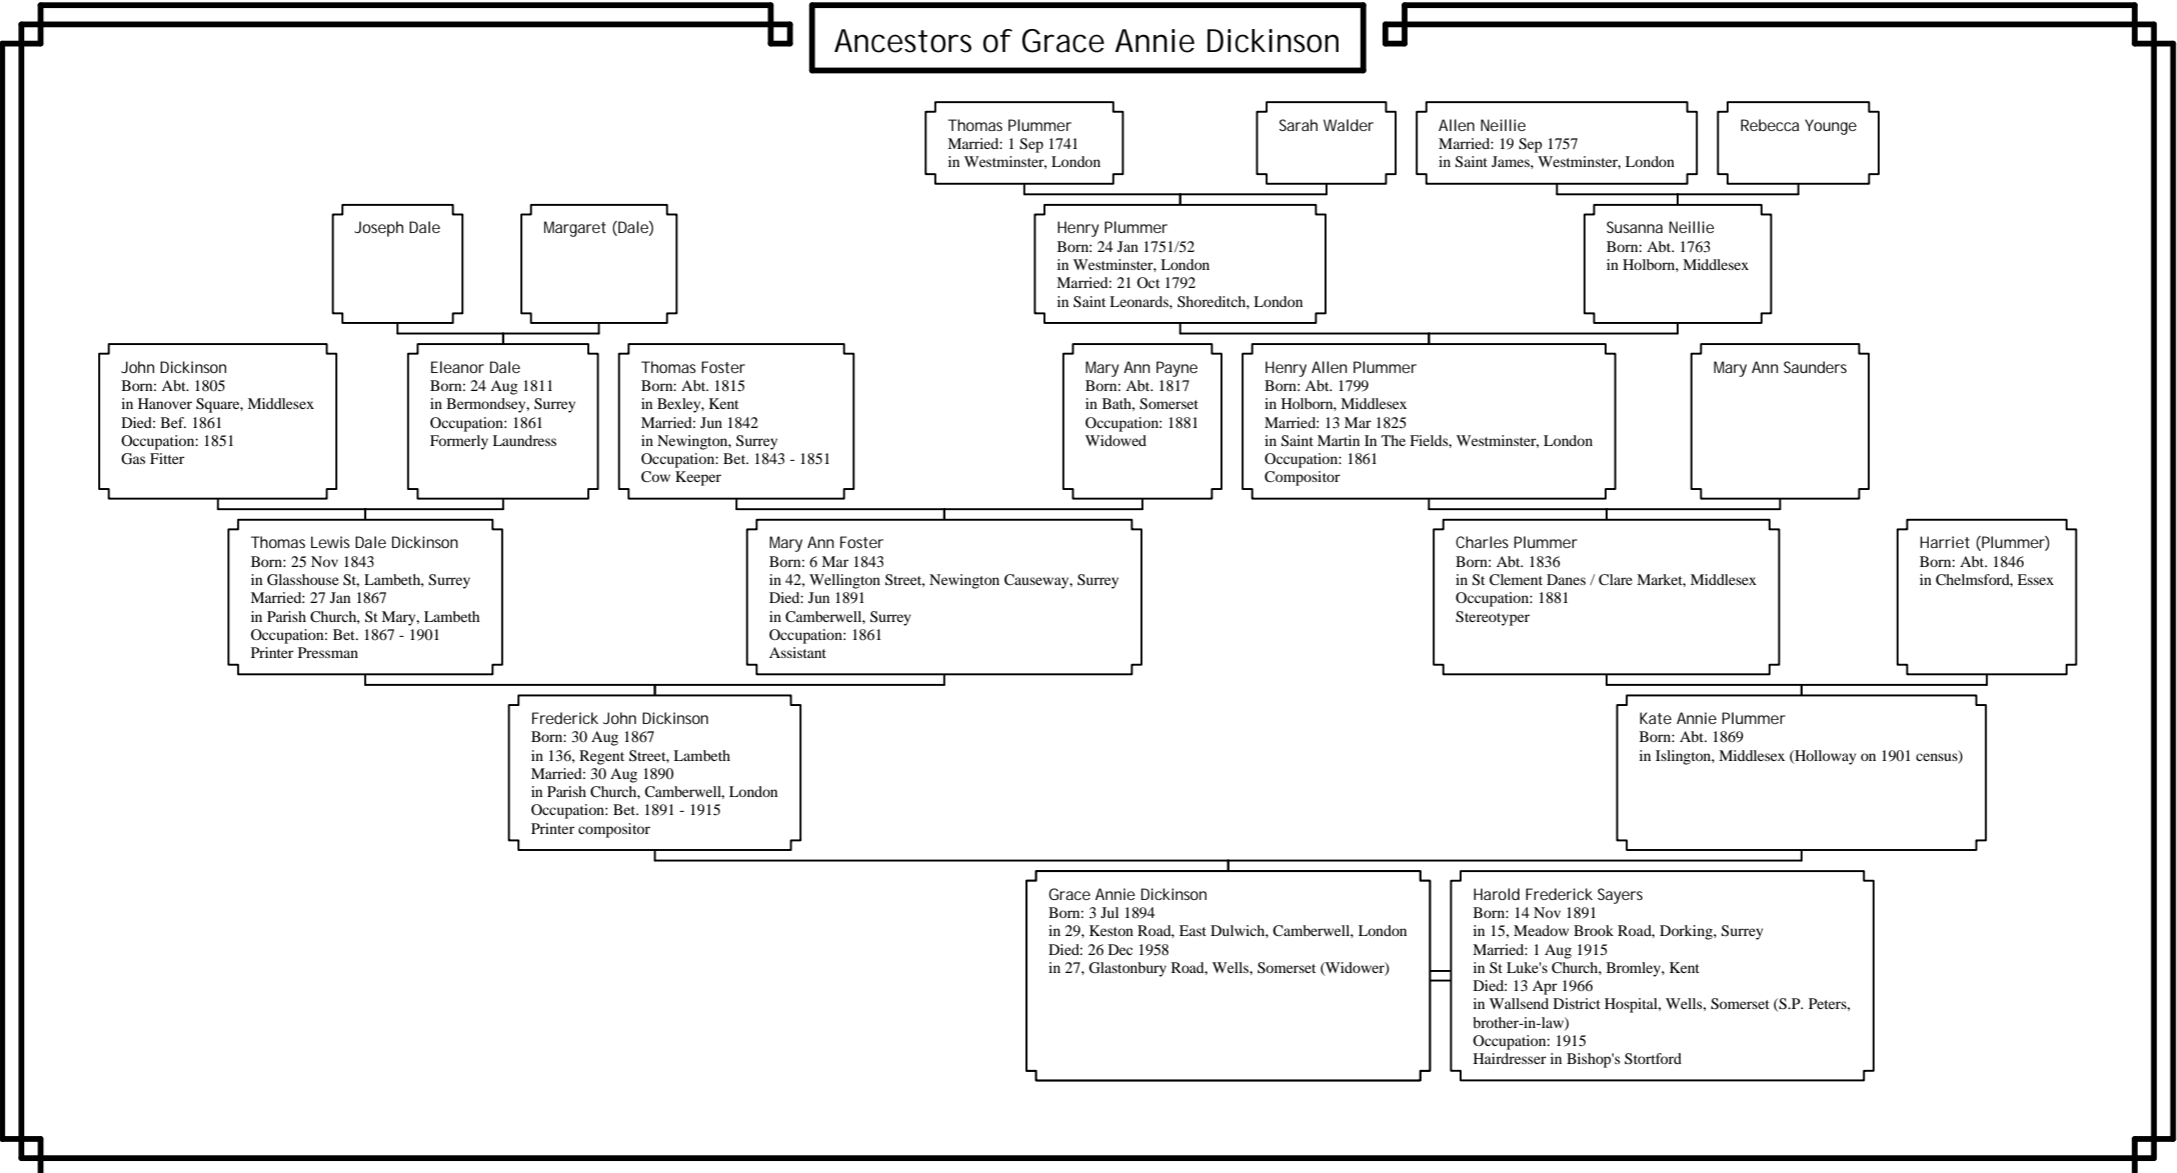 Ancestors of Grace Annie Dickinson
Thomas Plummer
Married: 1 Sep 1741
in Westminster, London
Sarah Walder
Allen Neillie
Married: 19 Sep 1757
in Saint James, Westminster, London
Rebecca Younge
Joseph Dale
Margaret (Dale)
Henry Plummer
Born: 24 Jan 1751/52
in Westminster, London
Married: 21 Oct 1792
in Saint Leonards, Shoreditch, London
Susanna Neillie
Born: Abt. 1763
in Holborn, Middlesex
John Dickinson
Born: Abt. 1805
in Hanover Square, Middlesex
Died: Bef. 1861
Occupation: 1851
Gas Fitter
Eleanor Dale
Born: 24 Aug 1811
in Bermondsey, Surrey
Occupation: 1861
Formerly Laundress
Thomas Foster
Born: Abt. 1815
in Bexley, Kent
Married: Jun 1842
in Newington, Surrey
Occupation: Bet. 1843 - 1851
Cow Keeper
Mary Ann Payne
Born: Abt. 1817
in Bath, Somerset
Occupation: 1881
Widowed
Henry Allen Plummer
Born: Abt. 1799
in Holborn, Middlesex
Married: 13 Mar 1825
in Saint Martin In The Fields, Westminster, London
Occupation: 1861
Compositor
Mary Ann Saunders
Thomas Lewis Dale Dickinson
Born: 25 Nov 1843
in Glasshouse St, Lambeth, Surrey
Married: 27 Jan 1867
in Parish Church, St Mary, Lambeth
Occupation: Bet. 1867 - 1901
Printer Pressman
Mary Ann Foster
Born: 6 Mar 1843
in 42, Wellington Street, Newington Causeway, Surrey
Died: Jun 1891
in Camberwell, Surrey
Occupation: 1861
Assistant
Charles Plummer
Born: Abt. 1836
in St Clement Danes / Clare Market, Middlesex
Occupation: 1881
Stereotyper
Harriet (Plummer)
Born: Abt. 1846
in Chelmsford, Essex
Frederick John Dickinson
Born: 30 Aug 1867
in 136, Regent Street, Lambeth
Married: 30 Aug 1890
in Parish Church, Camberwell, London
Occupation: Bet. 1891 - 1915
Printer compositor
Kate Annie Plummer
Born: Abt. 1869
in Islington, Middlesex (Holloway on 1901 census)
Grace Annie Dickinson
Born: 3 Jul 1894
in 29, Keston Road, East Dulwich, Camberwell, London
Died: 26 Dec 1958
in 27, Glastonbury Road, Wells, Somerset (Widower)
Harold Frederick Sayers
Born: 14 Nov 1891
in 15, Meadow Brook Road, Dorking, Surrey
Married: 1 Aug 1915
in St Luke's Church, Bromley, Kent
Died: 13 Apr 1966
in Wallsend District Hospital, Wells, Somerset (S.P. Peters,
brother-in-law)
Occupation: 1915
Hairdresser in Bishop's Stortford